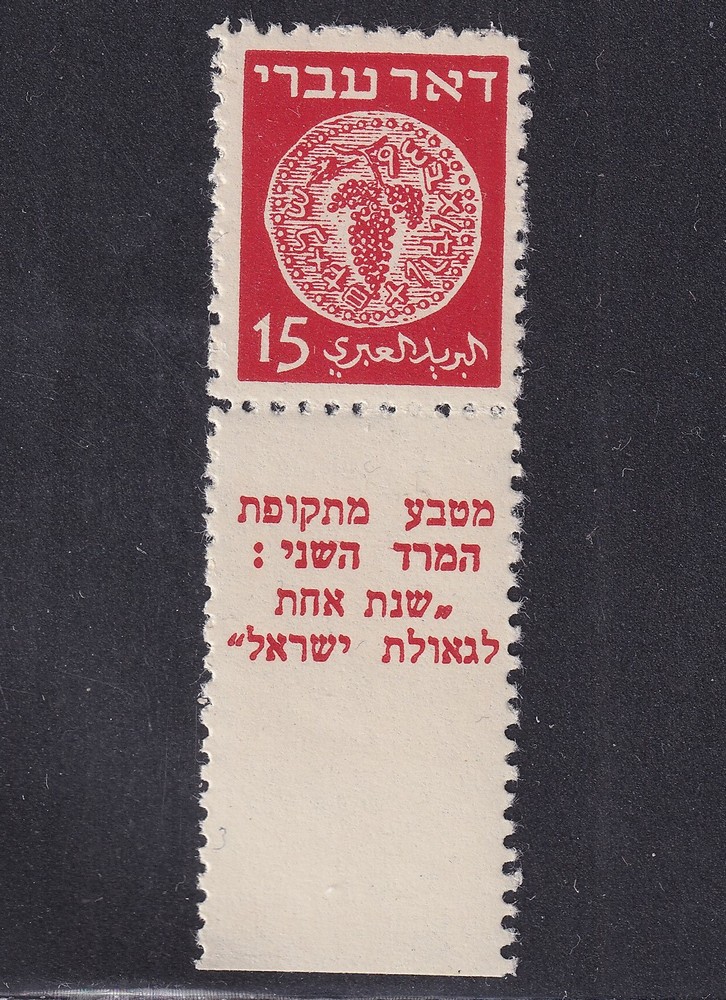 דאר עברי
15 البريد العبري
מטבע מתקופת
המרד השני:
„שנת אחת
לגאולת ישראל“